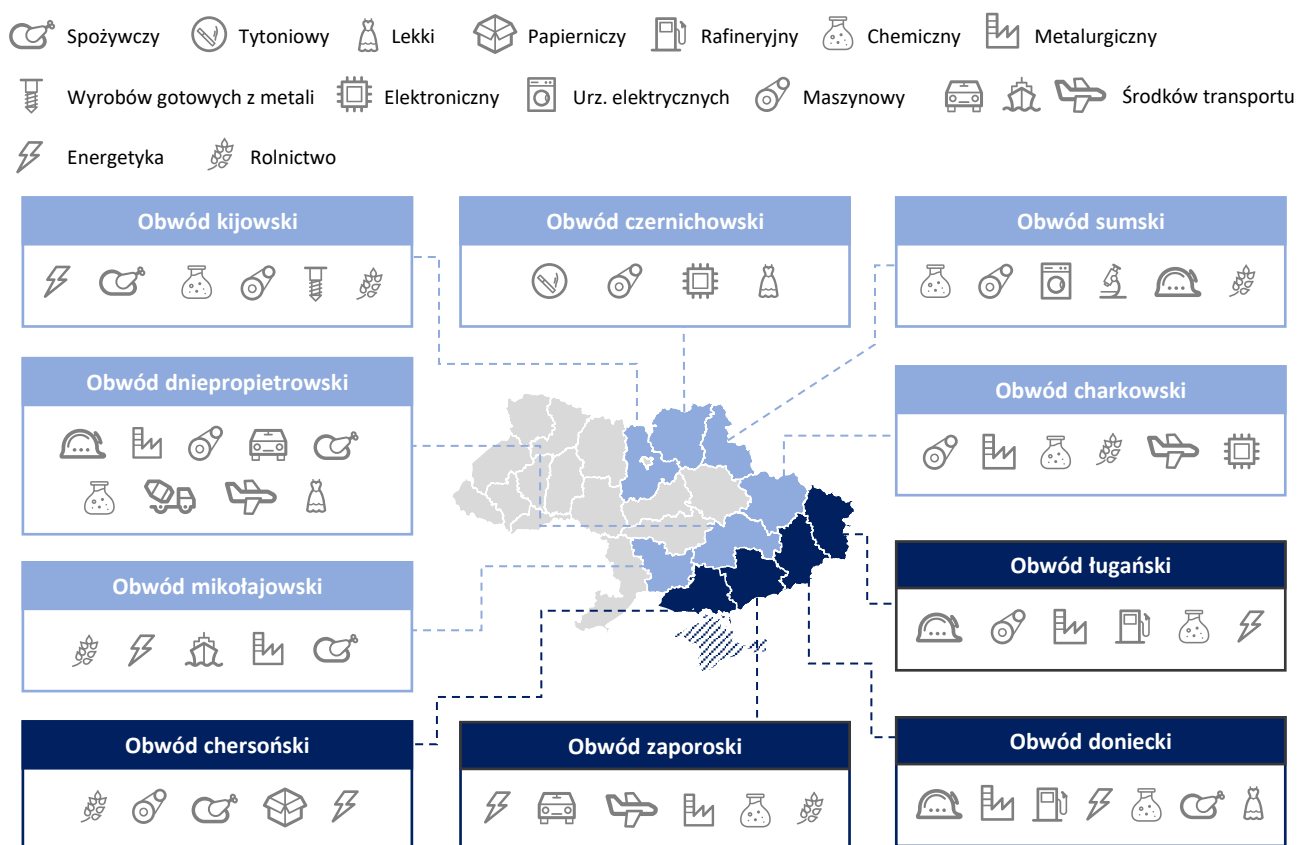 Spożywczy Tytoniowy Lekki Papierniczy Rafineryjny Chemiczny Metalurgiczny
Wyrobów gotowych z metali Elektroniczny Urz. elektrycznych Maszynowy Środków transportu
Energetyka Rolnictwo
Obwód kijowski
Obwód czernichowski
Obwód sumski
Obwód dniepropietrowski
Obwód charkowski
Obwód mikołajowski
Obwód ługański
Obwód chersoński
Obwód zaporoski
Obwód doniecki